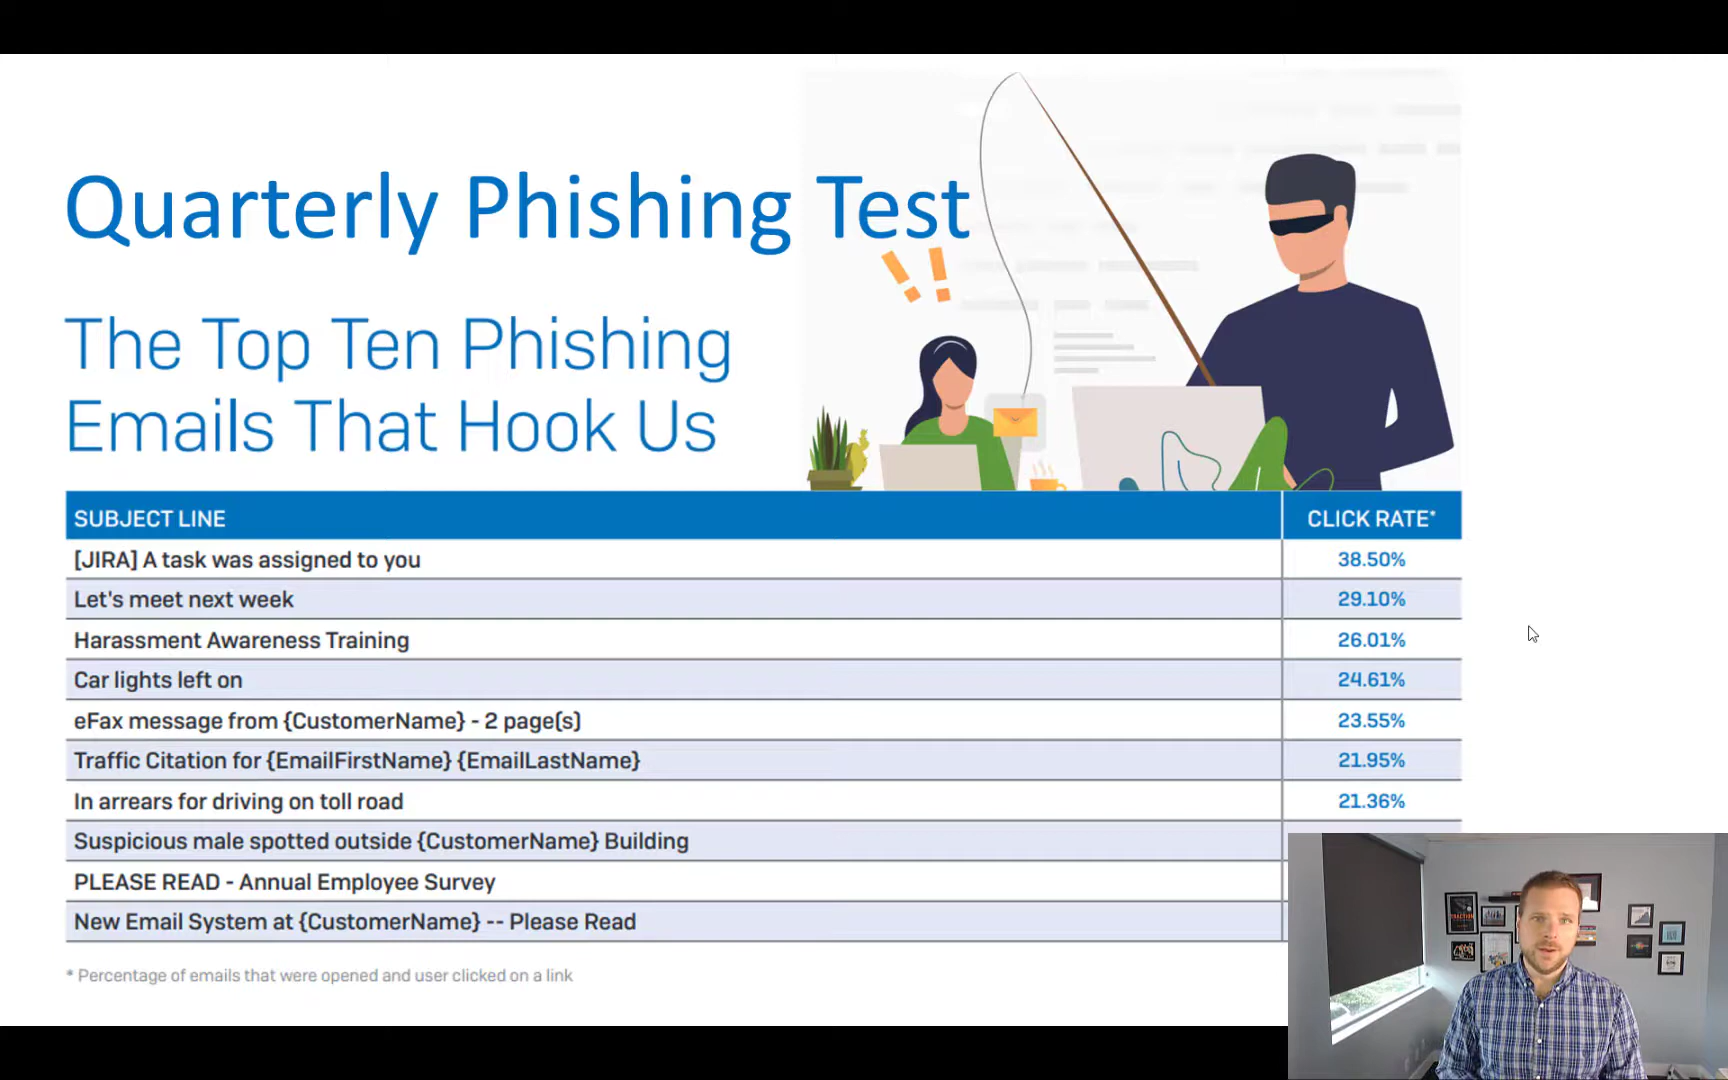 Quarterly Phishing Test
The Top Ten Phishing
Emails That Hook Us
SUBJECT LINE CLICK RATE*
[JIRA] A task was assigned to you 38.50%
Let's meet next week 29.10%
Harassment Awareness Training 26.01%
Car lights left on 24.61%
eFax message from {CustomerName} - 2 page(s) 23.55%
Traffic Citation for {EmailFirstName} {EmailLastName} 21.95%
In arrears for driving on toll road 21.36%
Suspicious male spotted outside {CustomerName} Building
PLEASE READ - Annual Employee Survey
New Email System at {CustomerName} -- Please Read
* Percentage of emails that were opened and user clicked on a link
TRACTION